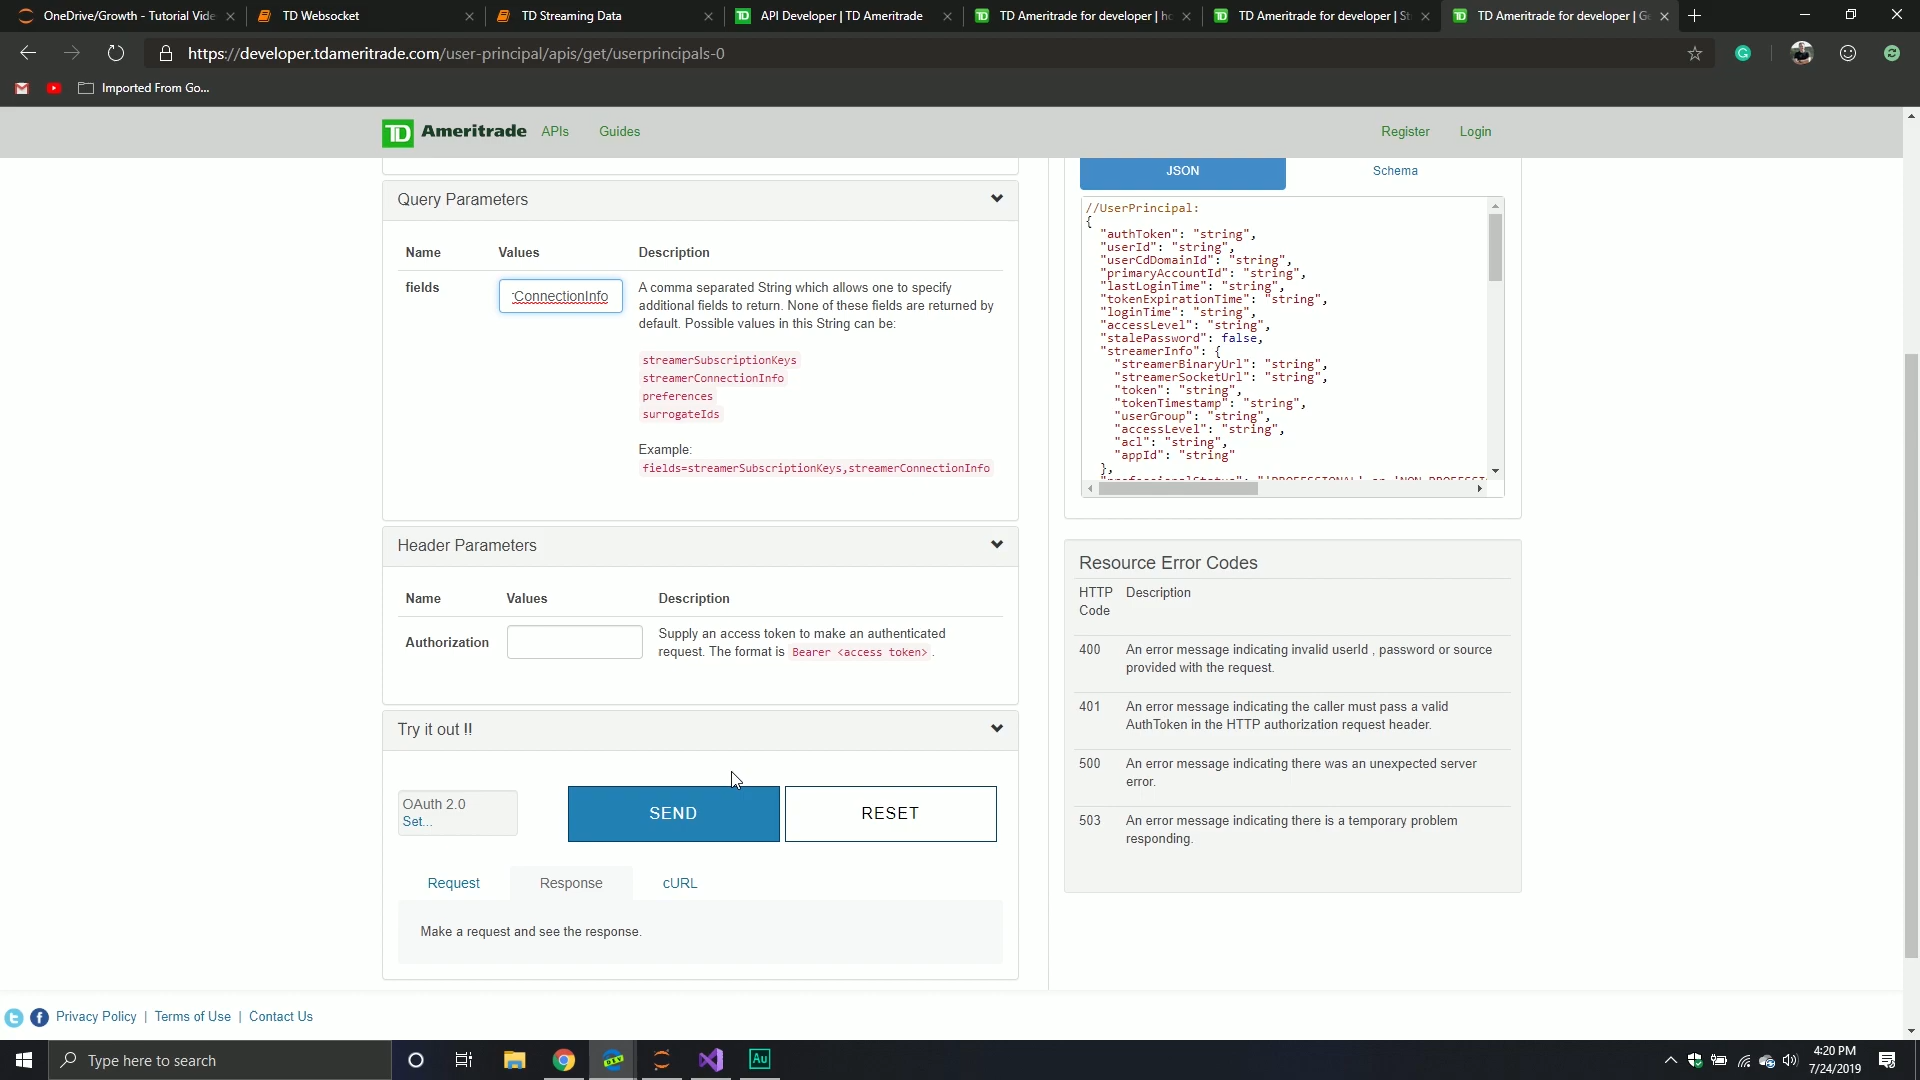 OneDrive/Growth - Tutorial Vide
TD Websocket
TD Streaming Data
API Developer | TD Ameritrade
TD Ameritrade for developer | ho
TD Ameritrade for developer | St
TD Ameritrade for developer | Ge
https://developer.tdameritrade.com/user-principal/apis/get/userprincipals-0
Imported From Go...
TD Ameritrade
APIs
Guides
Register
Login
Query Parameters
Name
Values
Description
fields
ConnectionInfo
A comma separated String which allows one to specify
additional fields to return. None of these fields are returned by
default. Possible values in this String can be:
streamerSubscriptionKeys
streamerConnectionInfo
preferences
surrogateIds
Example:
fields=streamerSubscriptionKeys,streamerConnectionInfo
Header Parameters
Name
Values
Description
Authorization
Supply an access token to make an authenticated
request. The format is Bearer <access token> .
Try it out !!
OAuth 2.0
Set...
SEND
RESET
Request
Response
cURL
Make a request and see the response.
JSON
Schema
//UserPrincipal:
{
"authToken": "string",
"userId": "string",
"userCdDomainId": "string",
"primaryAccountId": "string",
"lastLoginTime": "string",
"tokenExpirationTime": "string",
"loginTime": "string",
"accessLevel": "string",
"stalePassword": false,
"streamerInfo": {
"streamerBinaryUrl": "string",
"streamerSocketUrl": "string",
"token": "string",
"tokenTimestamp": "string",
"userGroup": "string",
"accessLevel": "string",
"acl": "string",
"appId": "string"
},
"professionalStatus": "'PROFESSIONAL' or 'NON_PROFESSI
Resource Error Codes
HTTP
Code
Description
400
An error message indicating invalid userId , password or source
provided with the request.
401
An error message indicating the caller must pass a valid
AuthToken in the HTTP authorization request header.
500
An error message indicating there was an unexpected server
error.
503
An error message indicating there is a temporary problem
responding.
Privacy Policy | Terms of Use | Contact Us
Type here to search
DEV
Au
4:20 PM
7/24/2019